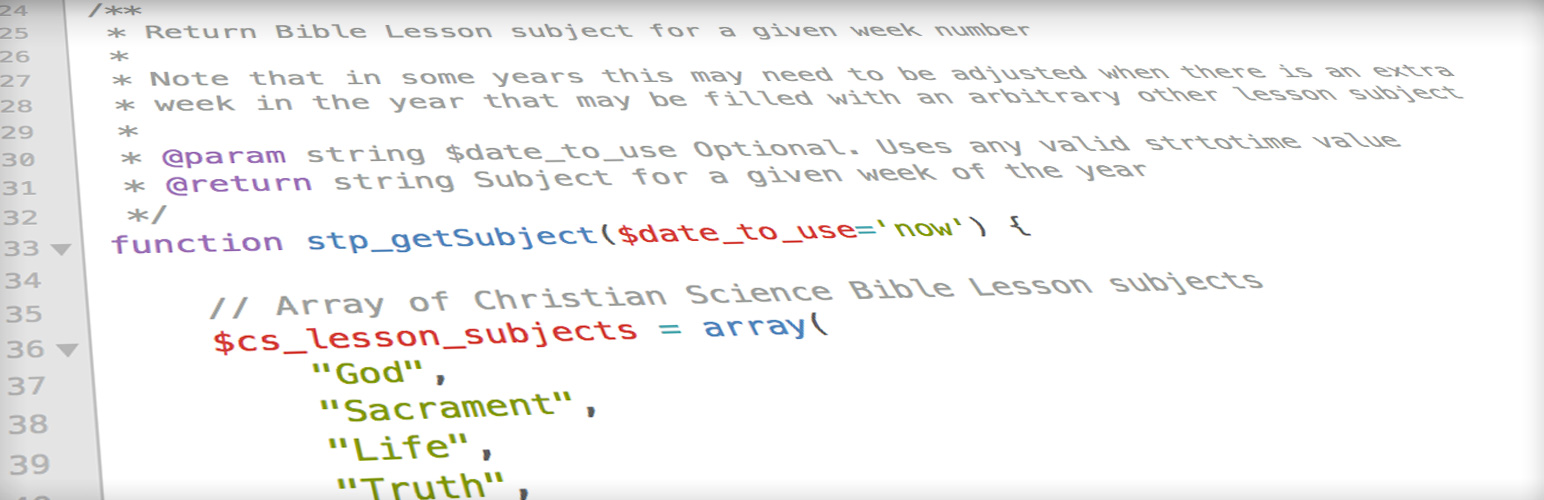 24 /**
25 * Return Bible Lesson subject for a given week number
26 *
27 * Note that in some years this may need to be adjusted when there is an extra
28 * week in the year that may be filled with an arbitrary other lesson subject
29 *
30 * @param string $date_to_use Optional. Uses any valid strtotime value
31 * @return string Subject for a given week of the year
32 */
33 function stp_getSubject($date_to_use='now') {
34
35 // Array of Christian Science Bible Lesson subjects
36 $cs_lesson_subjects = array(
37 "God",
38 "Sacrament",
39 "Life",
40 "Truth",